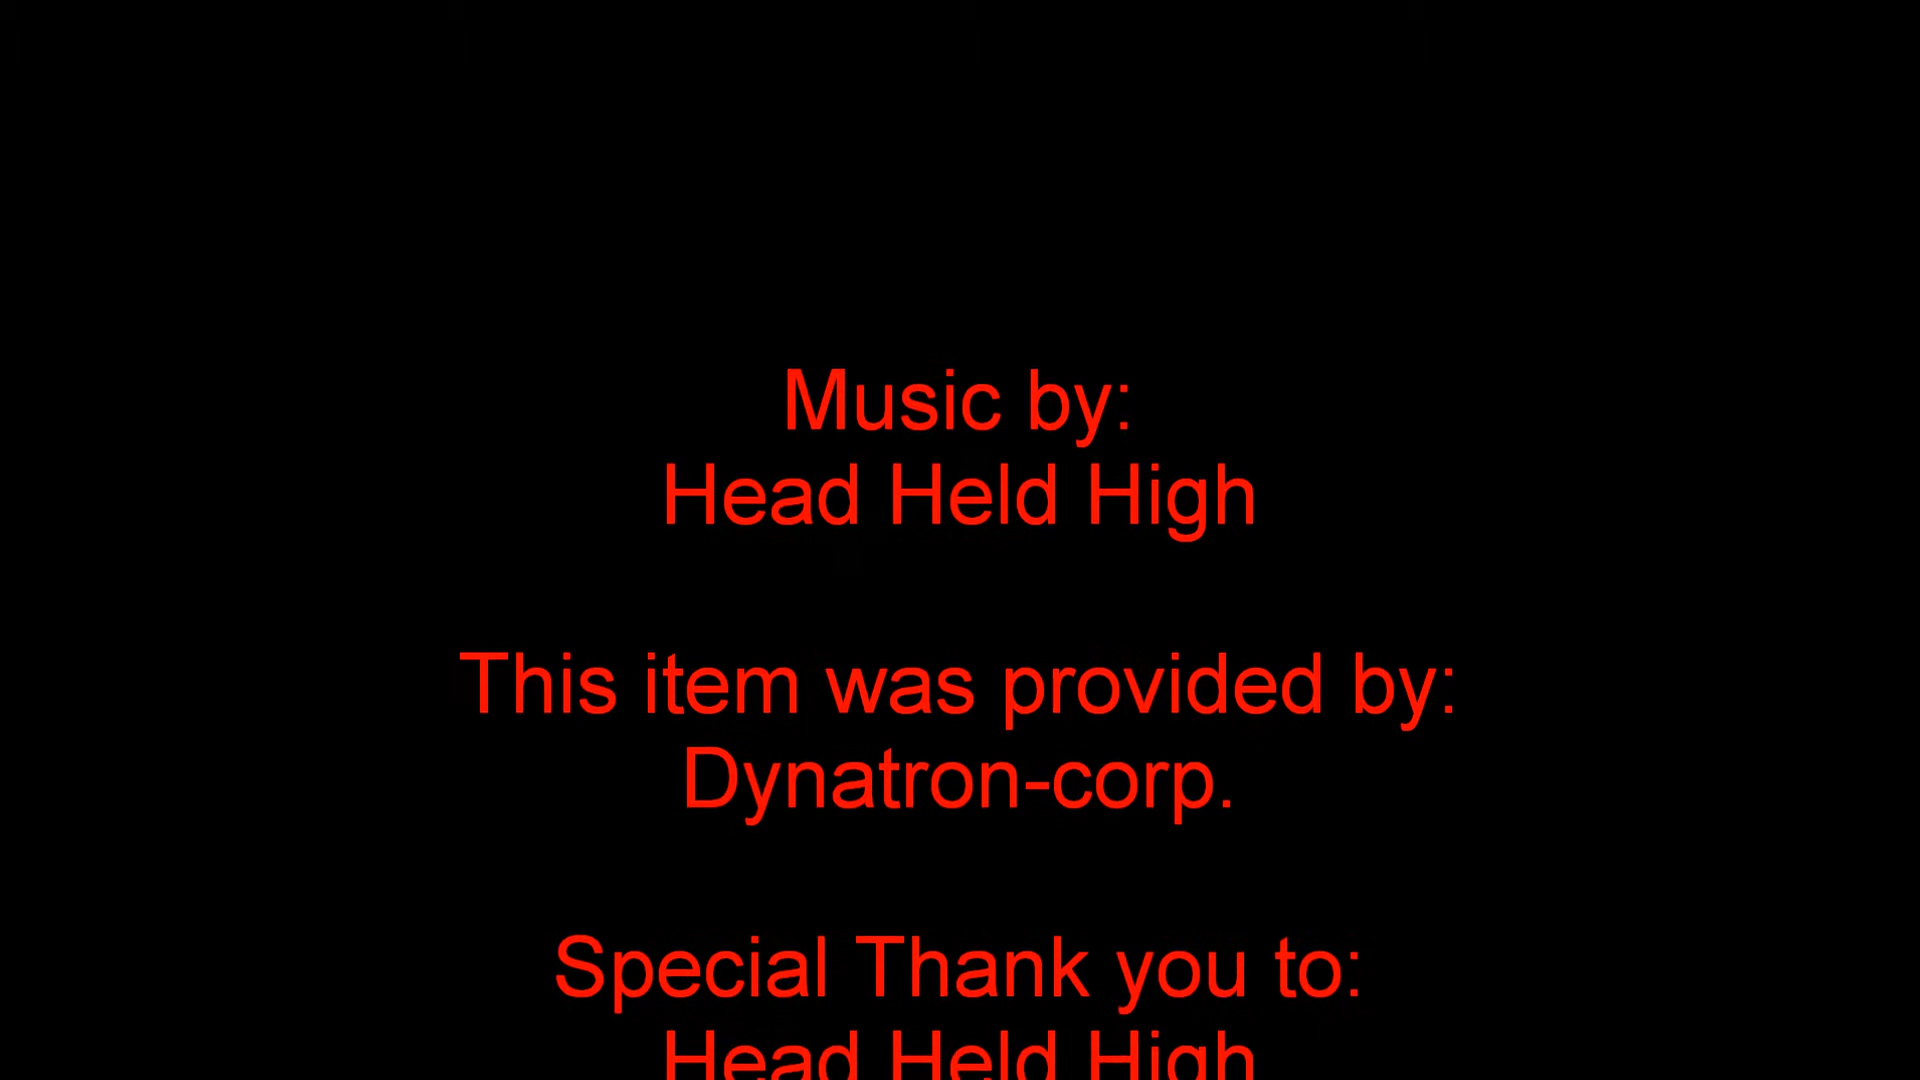 Music by:
Head Held High
This item was provided by:
Dynatron-corp.
Special Thank you to:
Head Held High